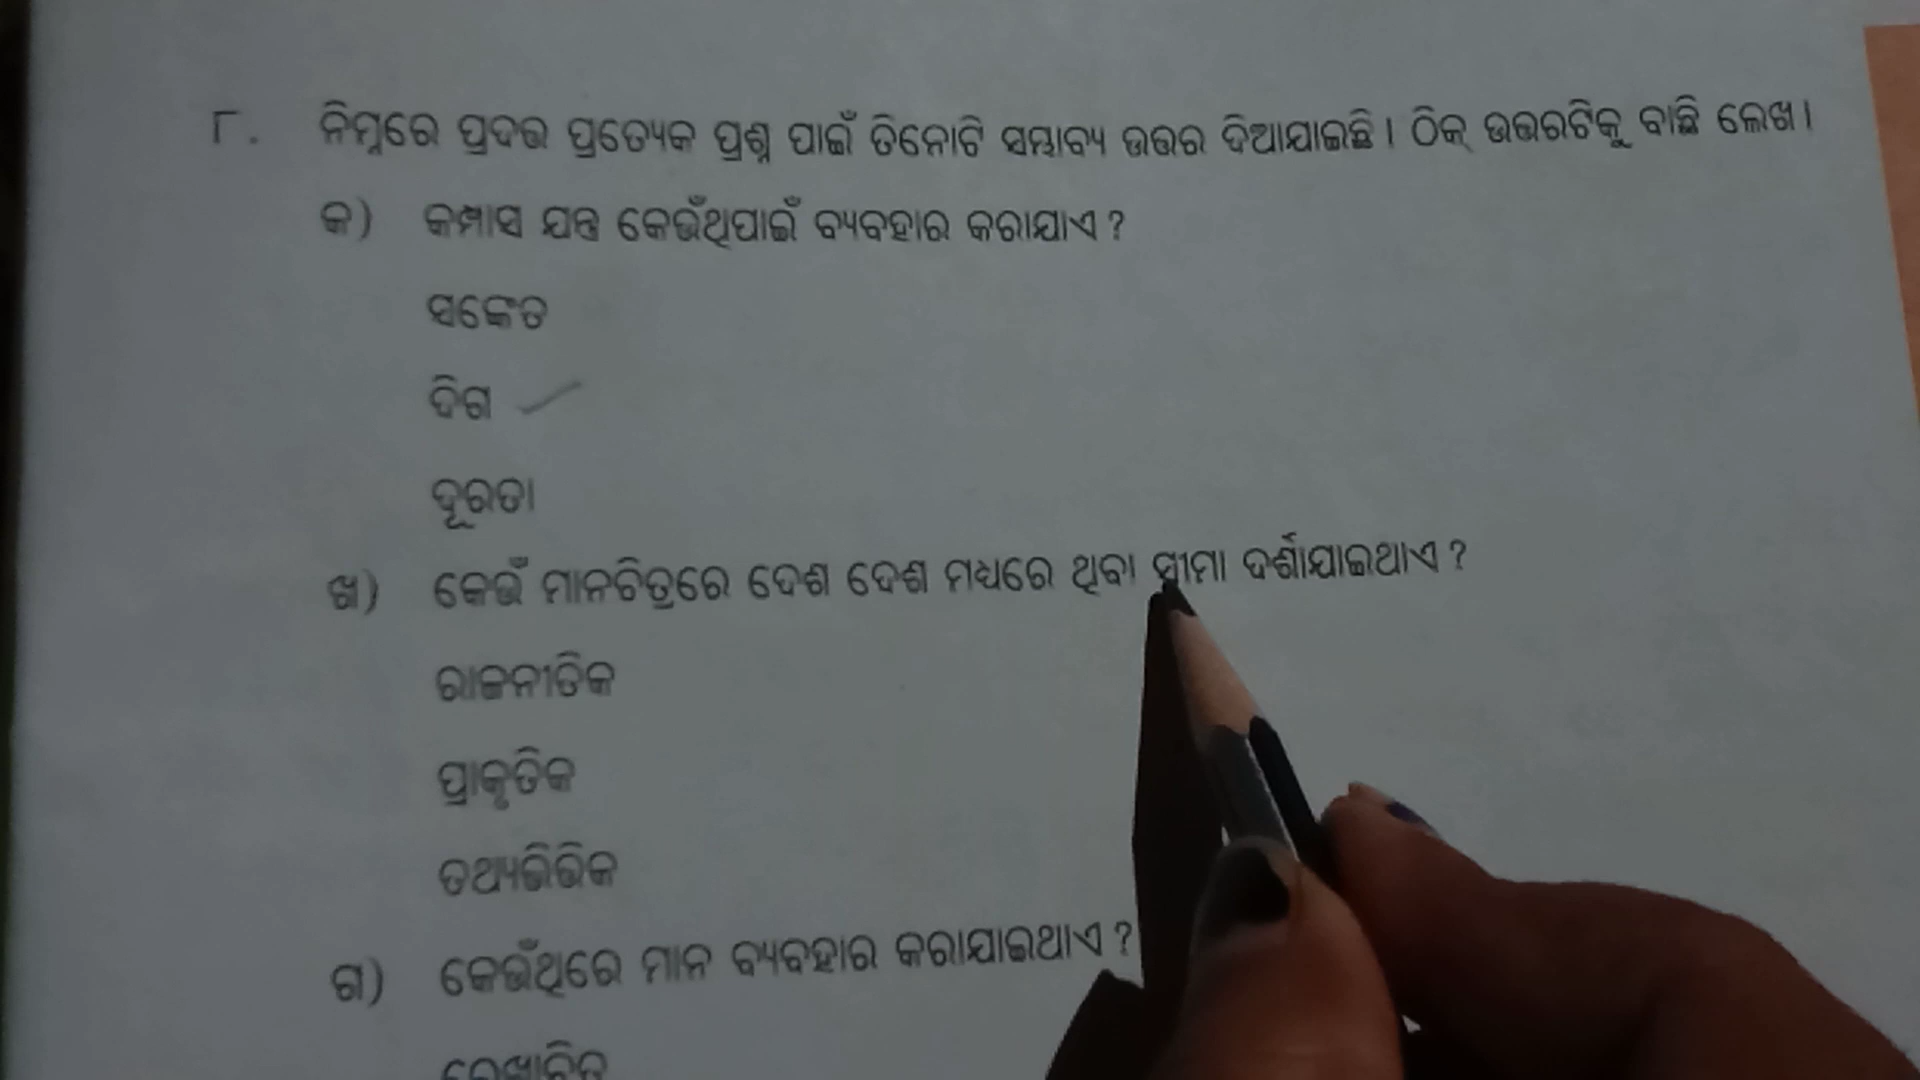 ୮. ନିମ୍ନରେ ପ୍ରଦତ୍ତ ପ୍ରତ୍ୟେକ ପ୍ରଶ୍ନ ପାଇଁ ତିନୋଟି ସମ୍ଭାବ୍ୟ ଉତ୍ତର ଦିଆଯାଇଛି । ଠିକ୍ ଉତ୍ତରଟିକୁ ବାଛି ଲେଖ ।
କ) କମ୍ପାସ ଯନ୍ତ୍ର କେଉଁଥିପାଇଁ ବ୍ୟବହାର କରାଯାଏ ?
ସଙ୍କେତ
ଦିଗ
ଦୂରତା
ଖ) କେଉଁ ମାନଚିତ୍ରରେ ଦେଶ ଦେଶ ମଧ୍ୟରେ ଥିବା ସୀମା ଦର୍ଶାଯାଇଥାଏ ?
ରାଜନୀତିକ
ପ୍ରାକୃତିକ
ତଥ୍ୟଭିତ୍ତିକ
ଗ) କେଉଁଥିରେ ମାନ ବ୍ୟବହାର କରାଯାଇଥାଏ ?
ରେଖାଚିତ୍ର